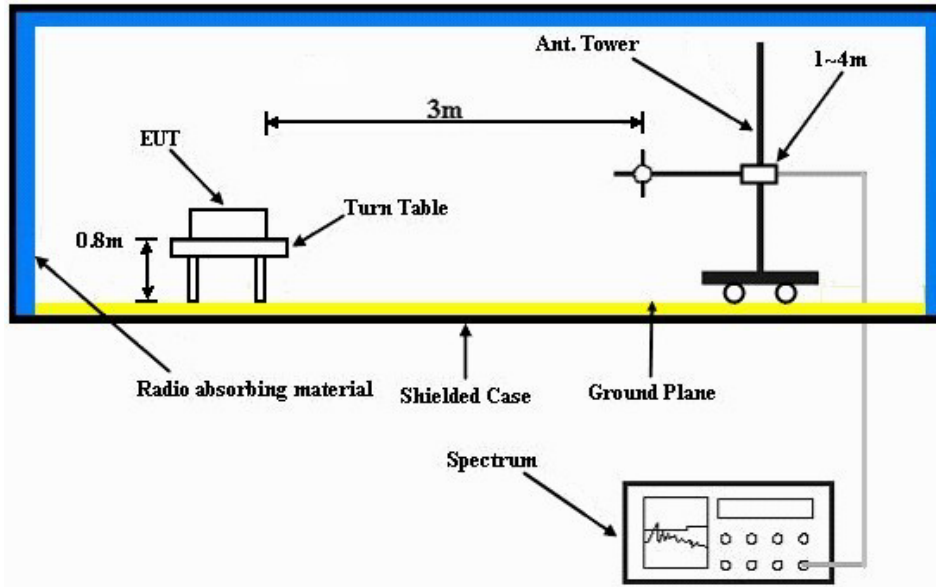 Ant. Tower
1~4m
3m
EUT
Turn Table
0.8m
Radio absorbing material
Shielded Case
Ground Plane
Spectrum